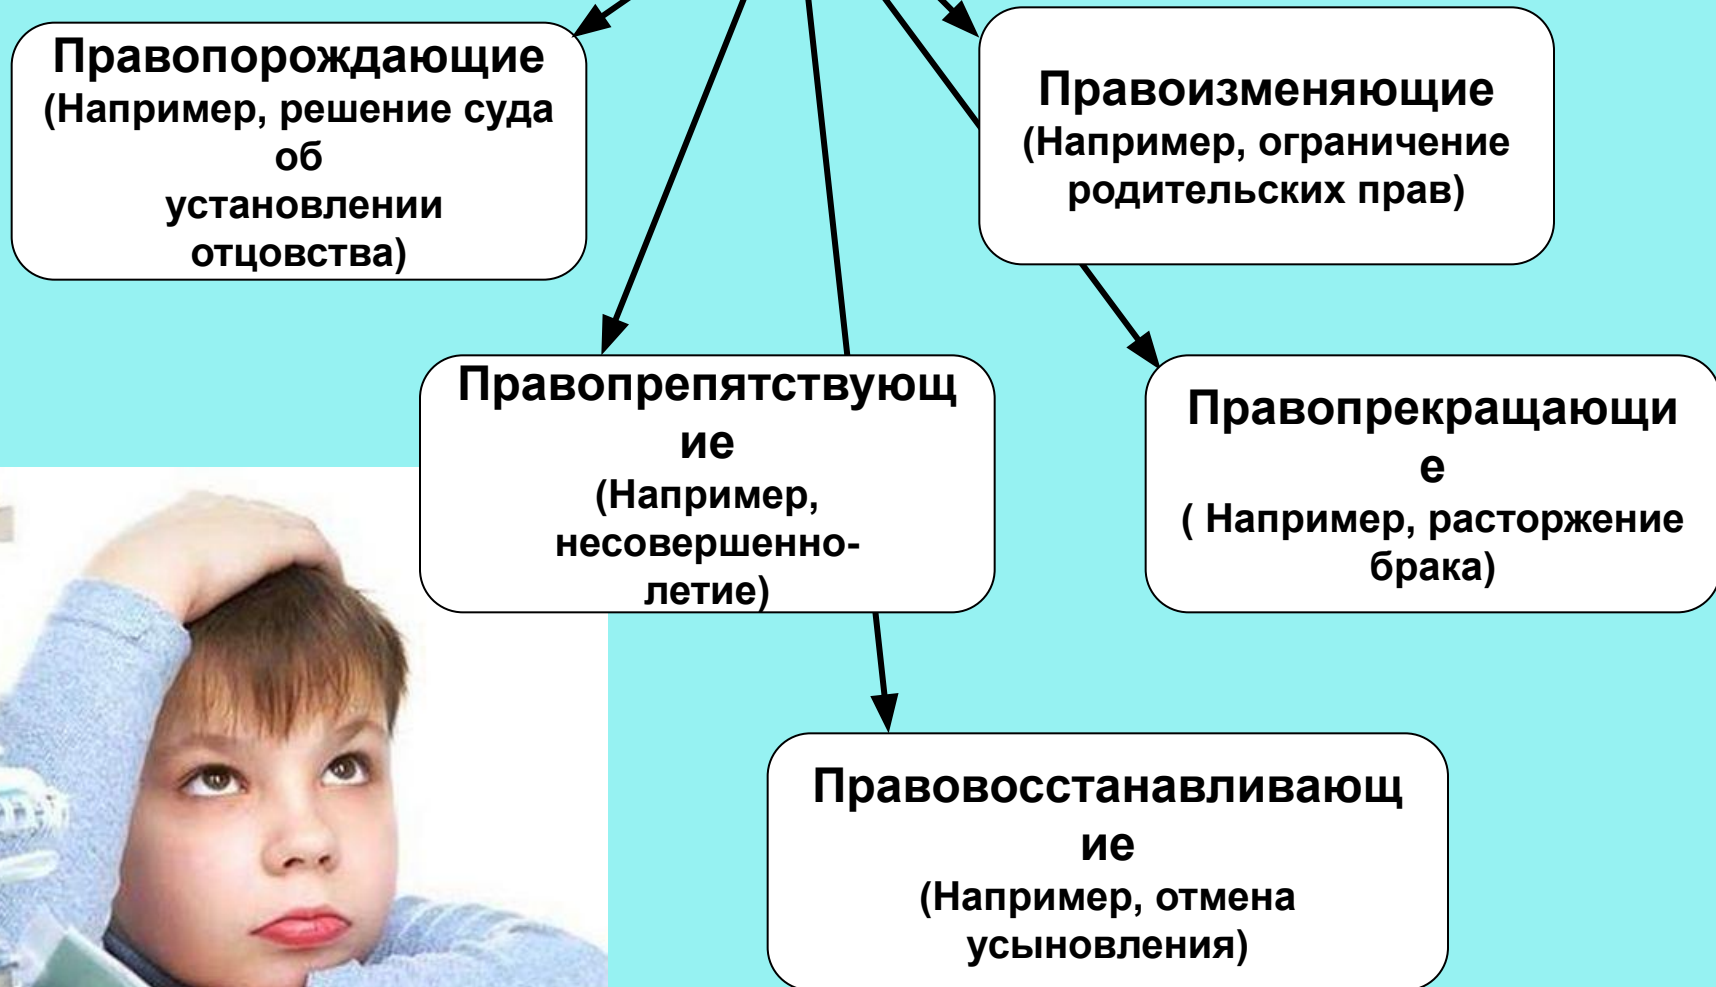 Правопорождающие
(Например, решение суда
об
установлении
отцовства)
Правоизменяющие
(Например, ограничение
родительских прав)
Правопрепятствующ
ие
(Например,
несовершенно-
летие)
Правопрекращающи
е
( Например, расторжение
брака)
Правовосстанавливающ
ие
(Например, отмена
усыновления)